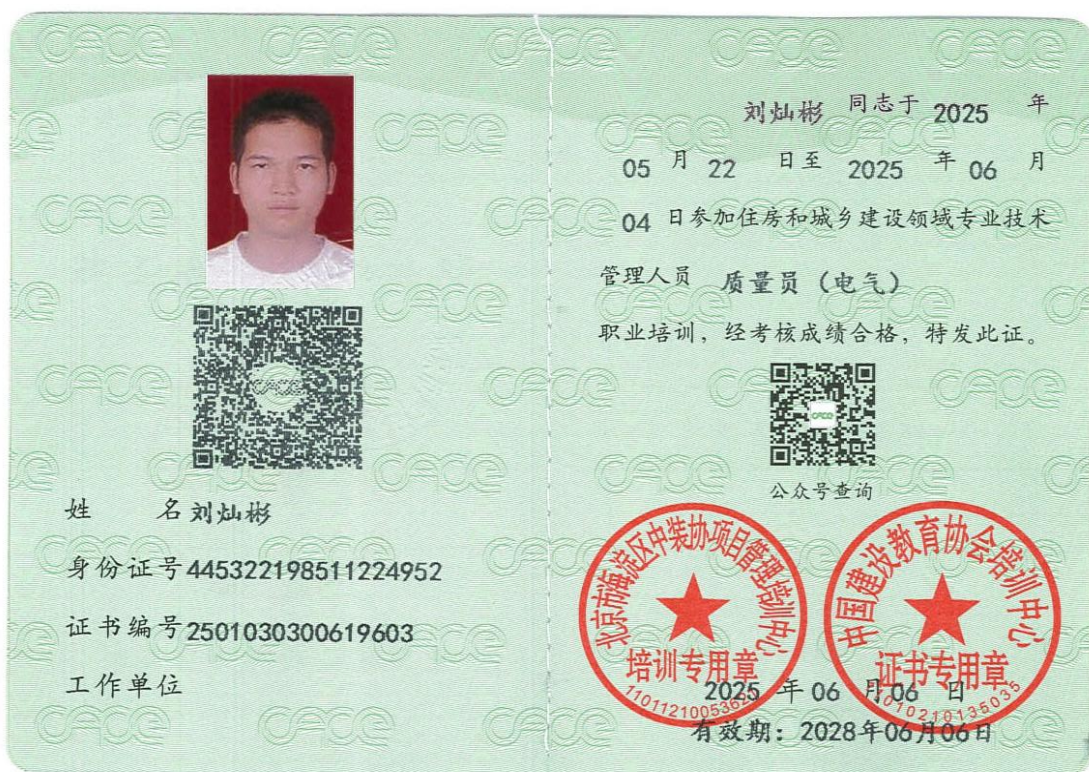 姓 名 刘灿彬
身份证号 445322198511224952
证书编号 2501030300619603
工作单位
刘灿彬 同志于 2025 年
05 月 22 日至 2025 年 06 月
04 日参加住房和城乡建设领域专业技术
管理人员 质量员（电气）
职业培训，经考核成绩合格，特发此证。
CACE
公众号查询
北京市海淀区中装协项目管理培训中心
培训专用章
中国建设教育协会培训中心
证书专用章
11010210135035
2025 年 06 月 06 日
有效期：2028年06月06日